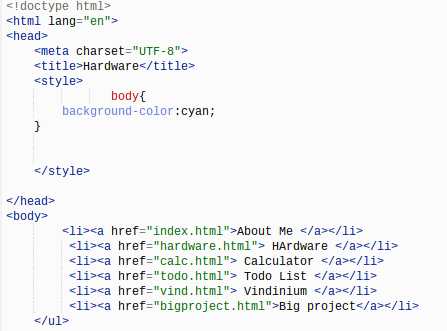 <!doctype html>
<html lang="en">
<head>
<meta charset="UTF-8">
<title>Hardware</title>
<style>
body{
background-color:cyan;
}
</style>
</head>
<body>
<li><a href="index.html">About Me </a></li>
<li><a href="hardware.html"> HArdware </a></li>
<li><a href="calc.html"> Calculator </a></li>
<li><a href="todo.html"> Todo List </a></li>
<li><a href="vind.html"> Vindinium </a></li>
<li><a href="bigproject.html">Big project</a></li>
</ul>